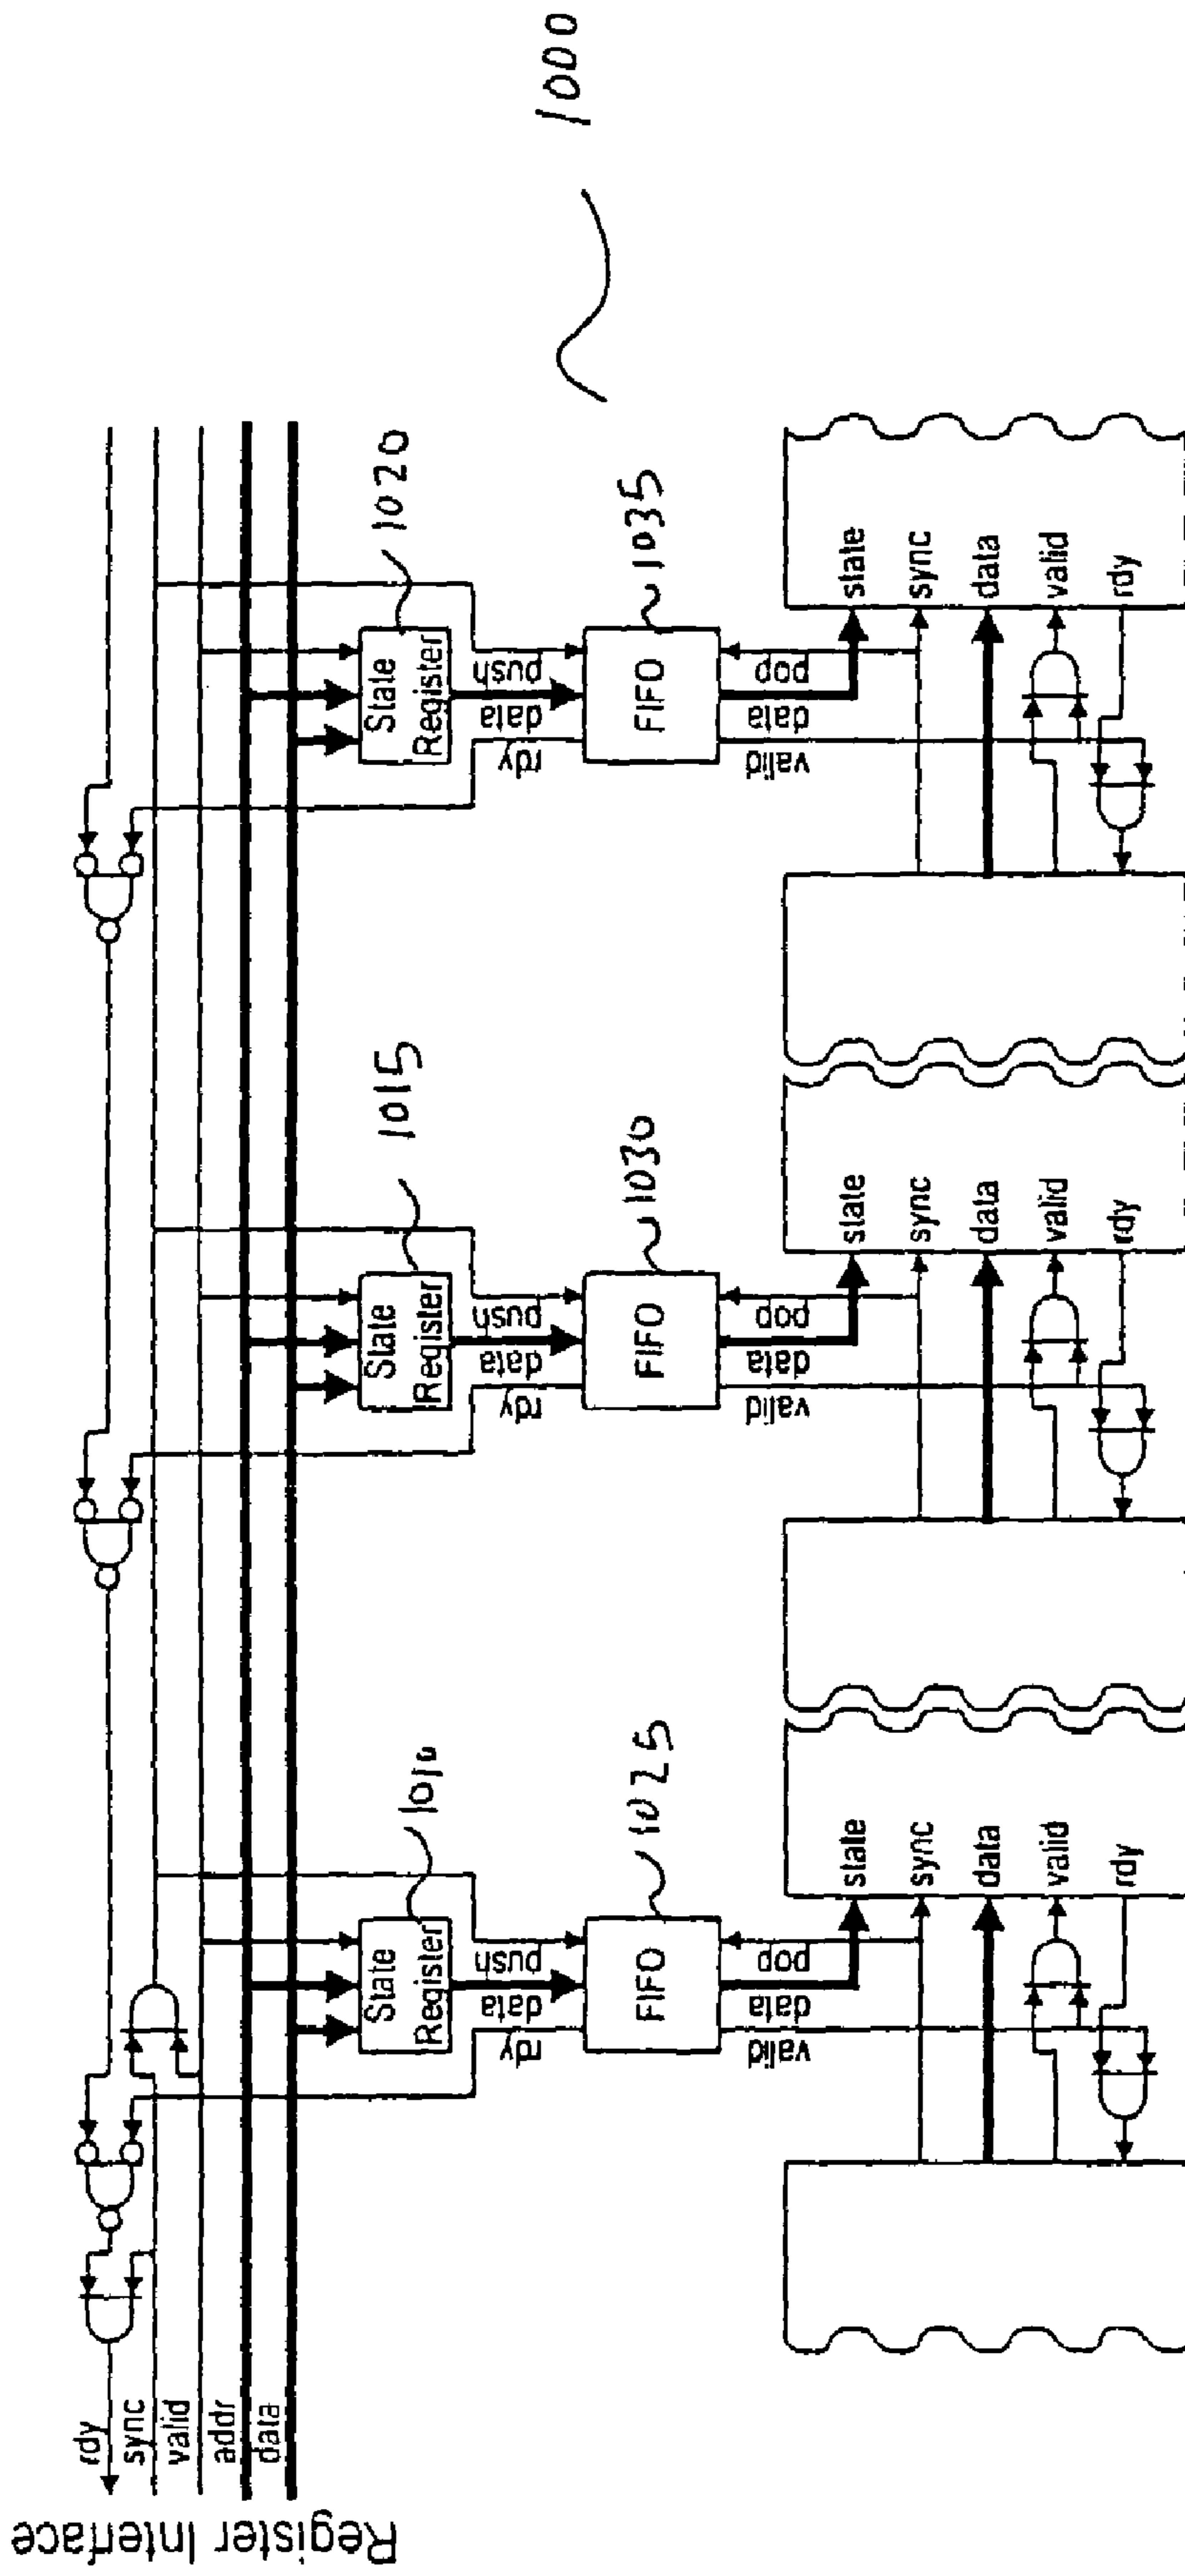 Register Interface
rdy
sync
valid
addr
data
State
Register
1010
rdy
data
push
FIFO
1025
valid
data
pop
state
sync
data
valid
rdy
State
Register
1015
rdy
data
push
FIFO
1030
valid
data
pop
state
sync
data
valid
rdy
State
Register
1020
rdy
data
push
FIFO
1035
valid
data
pop
state
sync
data
valid
rdy
1000